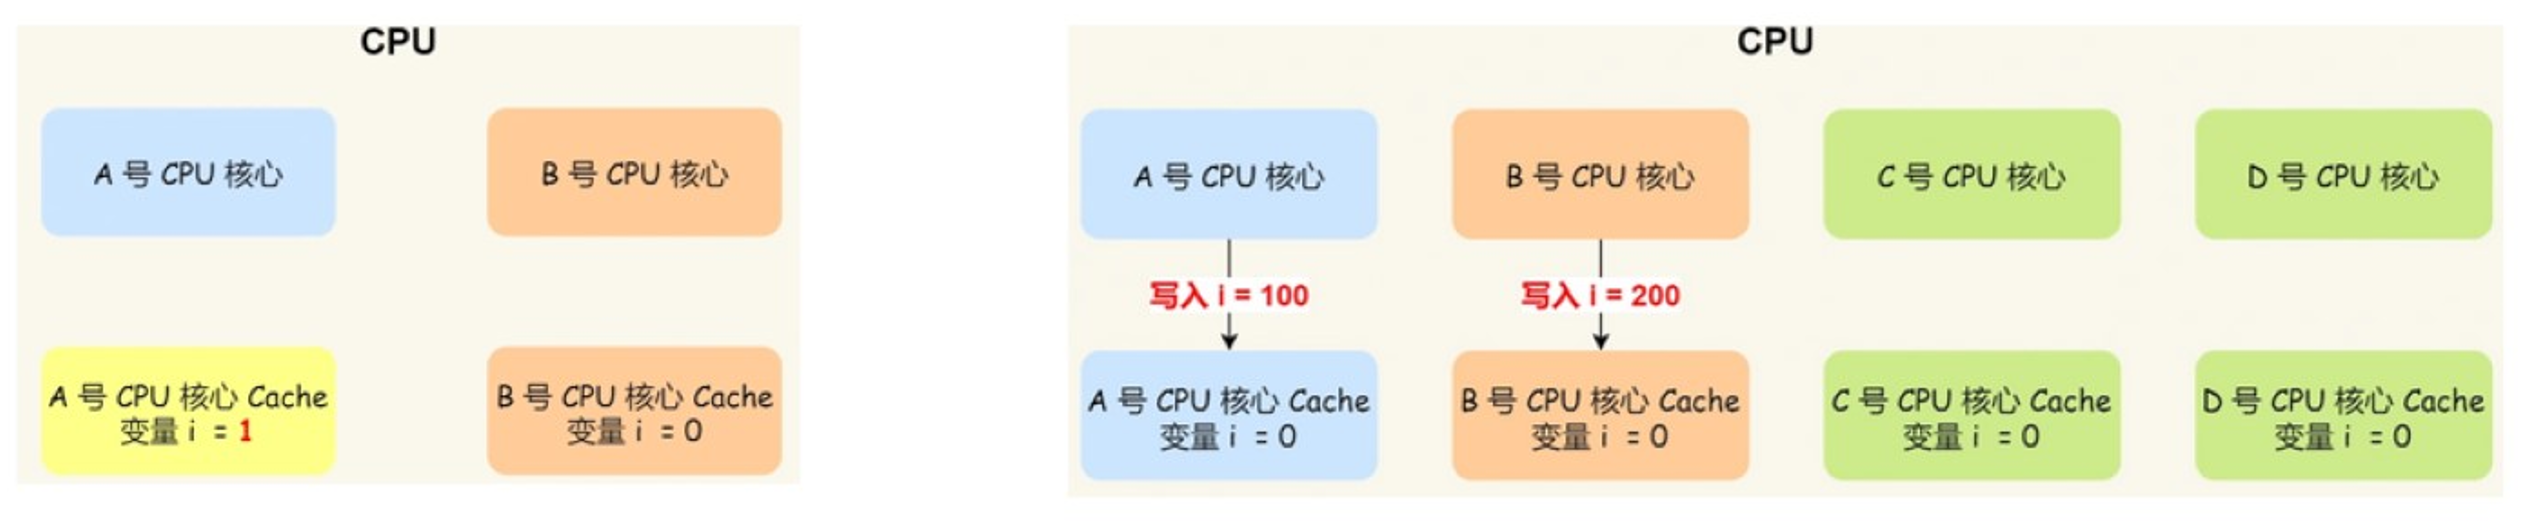 CPU
A 号 CPU 核心
B 号 CPU 核心
A 号 CPU 核心 Cache
变量 i = 1
B 号 CPU 核心 Cache
变量 i = 0
CPU
A 号 CPU 核心
B 号 CPU 核心
C 号 CPU 核心
D 号 CPU 核心
写入 i = 100
写入 i = 200
A 号 CPU 核心 Cache
变量 i = 0
B 号 CPU 核心 Cache
变量 i = 0
C 号 CPU 核心 Cache
变量 i = 0
D 号 CPU 核心 Cache
变量 i = 0